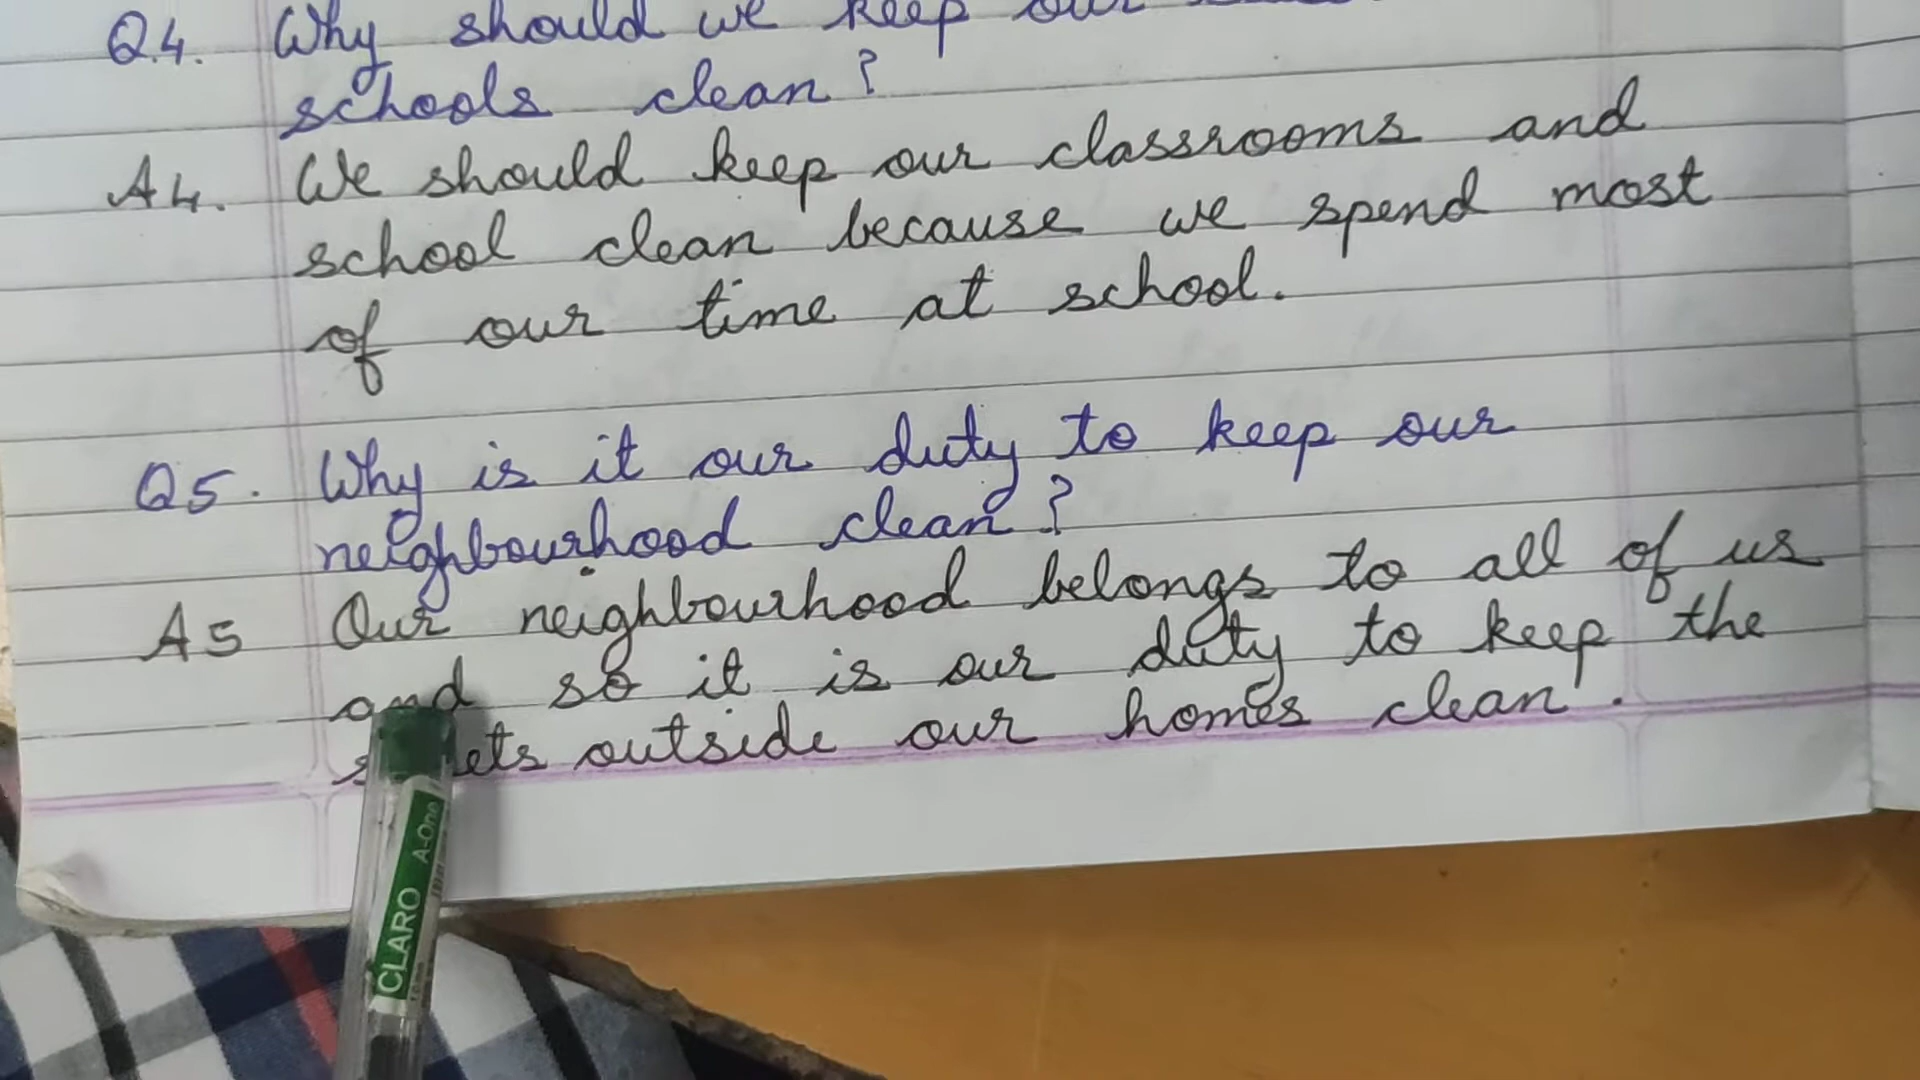 Q.4. Why should we keep our
schools clean?
A4. We should keep our classrooms and
school clean because we spend most
of our time at school.
Q5. Why is it our duty to keep our
neighbourhood clean?
A5 Our neighbourhood belongs to all of us
and so it is our duty to keep the
outside our homes clean.
CLARO A-One